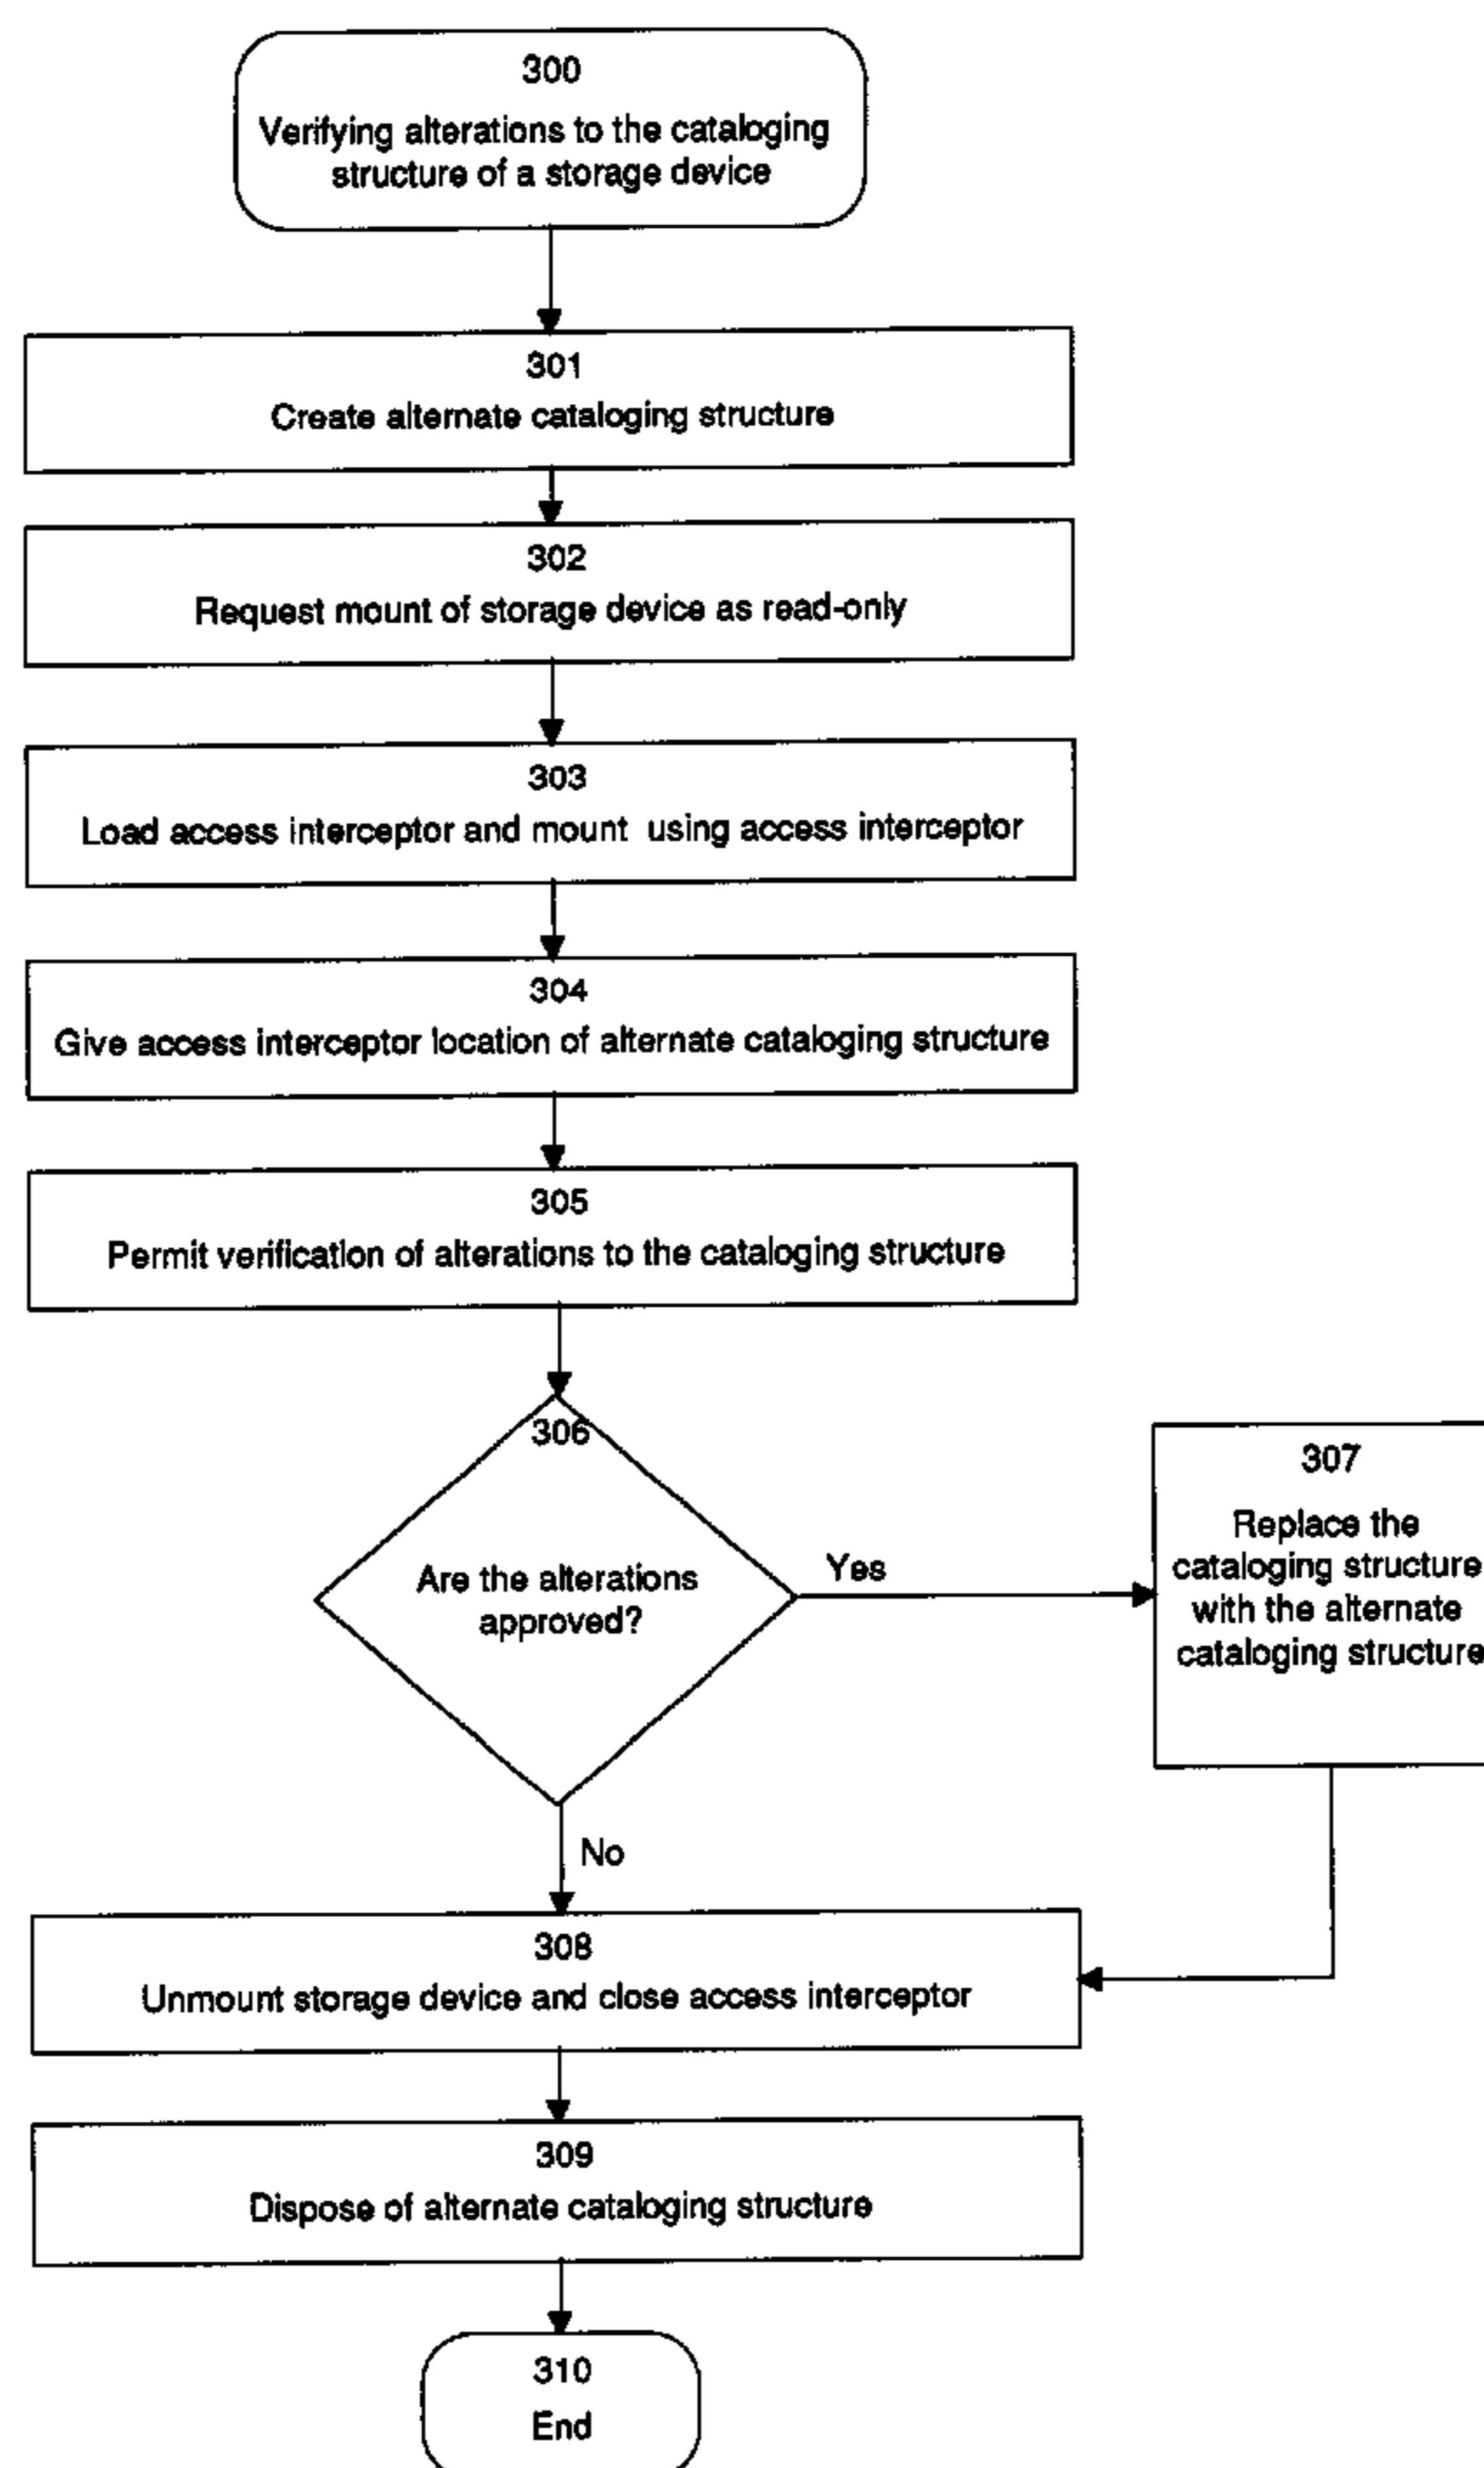 300
Verifying alterations to the cataloging
structure of a storage device
301
Create alternate cataloging structure
302
Request mount of storage device as read-only
303
Load access interceptor and mount using access interceptor
304
Give access interceptor location of alternate cataloging structure
305
Permit verification of alterations to the cataloging structure
306
Are the alterations
approved?
Yes
307
Replace the
cataloging structure
with the alternate
cataloging structure
No
308
Unmount storage device and close access interceptor
309
Dispose of alternate cataloging structure
310
End